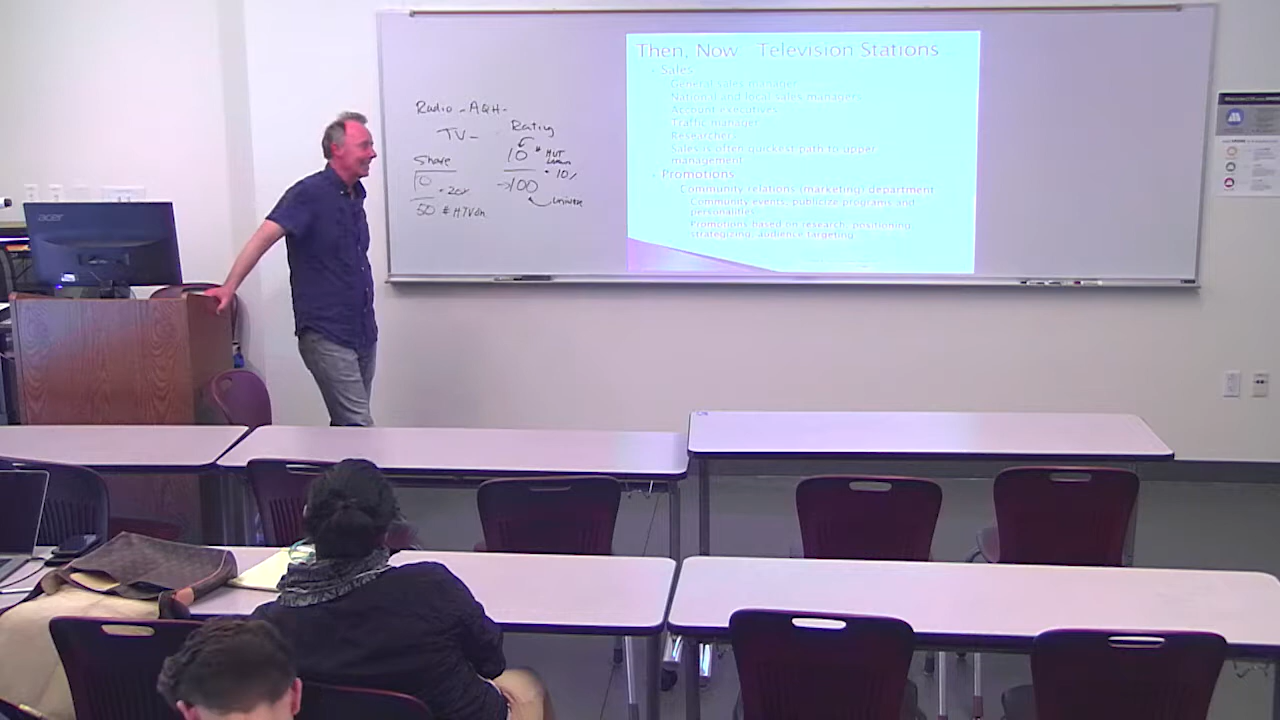 acer
Radio - AQH -
TV -
Rating
Share
10
HUT
10%
10
100
20%
50
Then, Now Television Stations
Sales
General sales manager
National and local sales managers
Account executives
Traffic manager
Researchers
Sales is often quickest path to upper
management
Promotions
Community relations (marketing) department
Community events, publicize programs and
personalities
Promotions based on research, positioning,
strategizing, audience targeting